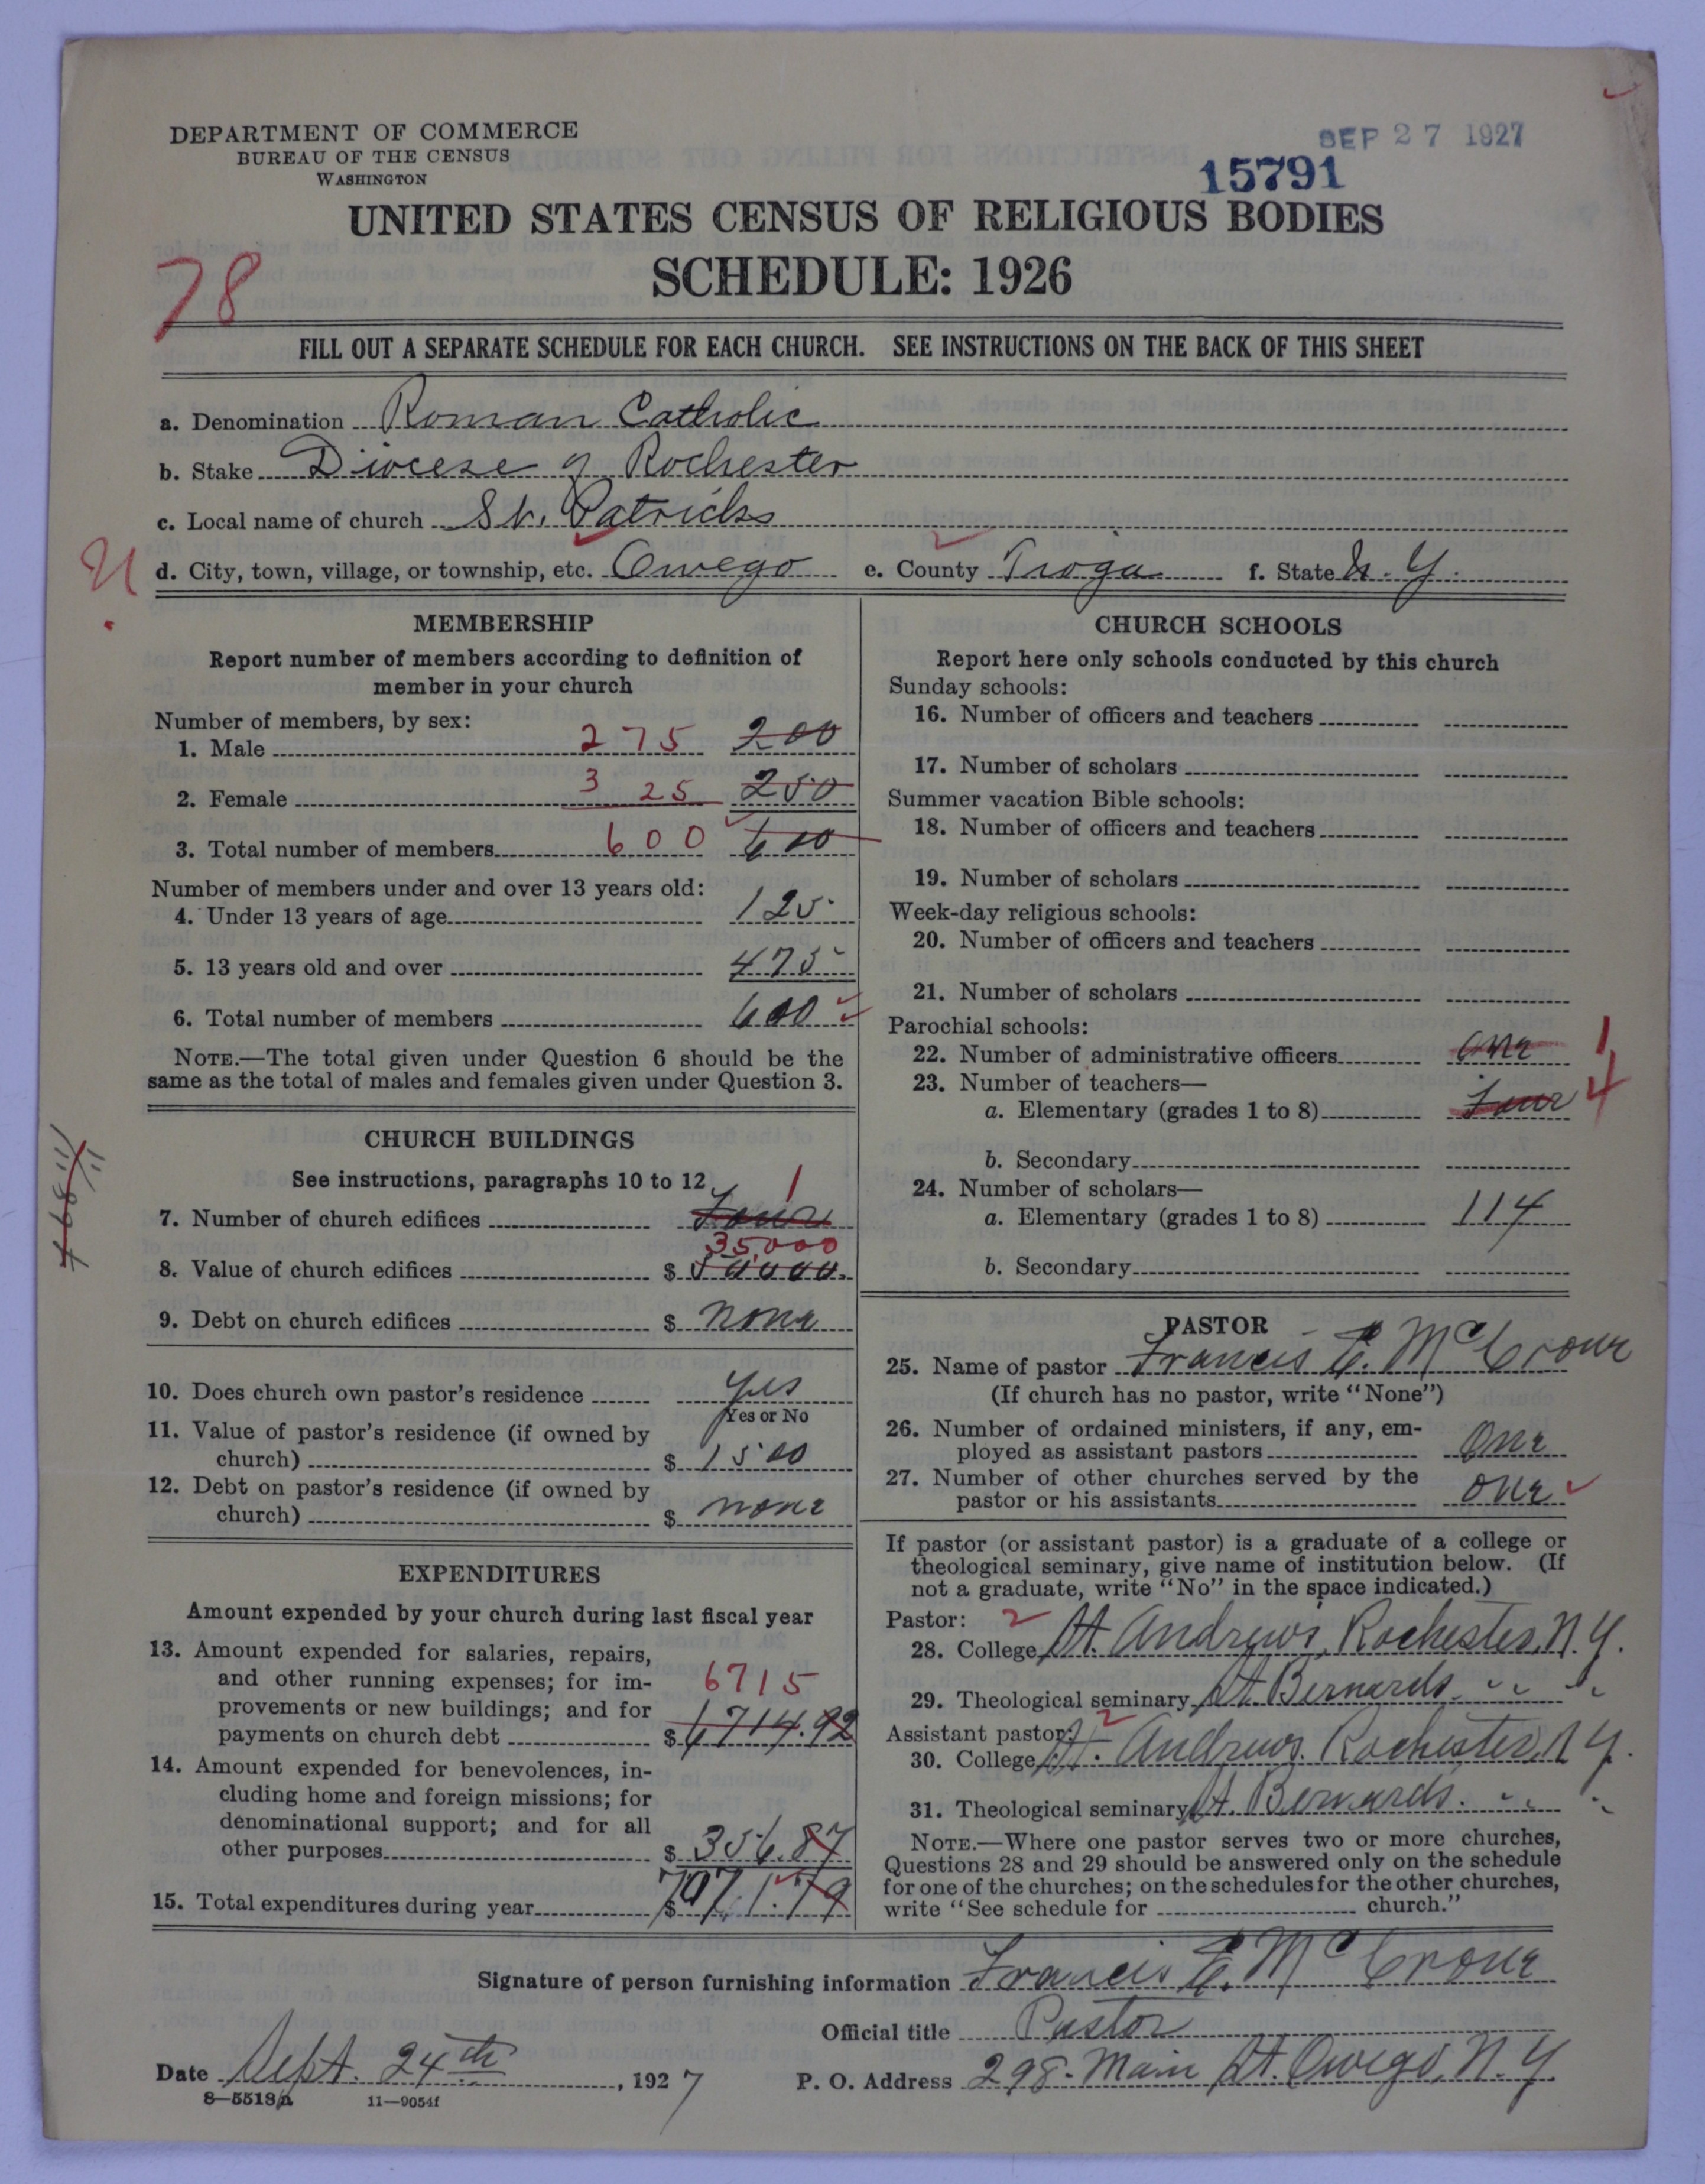 DEPARTMENT OF COMMERCE
BUREAU OF THE CENSUS
WASHINGTON
SEP 27 1927
15791
UNITED STATES CENSUS OF RELIGIOUS BODIES
SCHEDULE: 1926
78
FILL OUT A SEPARATE SCHEDULE FOR EACH CHURCH. SEE INSTRUCTIONS ON THE BACK OF THIS SHEET
a. Denomination Roman Catholic
b. Stake Diocese of Rochester
c. Local name of church St. Patricks
d. City, town, village, or township, etc. Owego e. County Tioga f. State N. Y.
MEMBERSHIP
Report number of members according to definition of
member in your church
Number of members, by sex:
1. Male 275 200
2. Female 325 250
3. Total number of members 600 600
Number of members under and over 13 years old:
4. Under 13 years of age 125
5. 13 years old and over 475
6. Total number of members 600
NOTE.—The total given under Question 6 should be the
same as the total of males and females given under Question 3.
CHURCH BUILDINGS
See instructions, paragraphs 10 to 12
7. Number of church edifices Four 1
35,000
8. Value of church edifices $ 50000.
9. Debt on church edifices $ none
10. Does church own pastor's residence yes
Yes or No
11. Value of pastor's residence (if owned by
church) $ 1500
12. Debt on pastor's residence (if owned by
church) $ none
EXPENDITURES
Amount expended by your church during last fiscal year
13. Amount expended for salaries, repairs,
and other running expenses; for im-
provements or new buildings; and for 6715
payments on church debt $ 6714.92
14. Amount expended for benevolences, in-
cluding home and foreign missions; for
denominational support; and for all
other purposes $ 356.87
15. Total expenditures during year $ 7071.79
CHURCH SCHOOLS
Report here only schools conducted by this church
Sunday schools:
16. Number of officers and teachers
17. Number of scholars
Summer vacation Bible schools:
18. Number of officers and teachers
19. Number of scholars
Week-day religious schools:
20. Number of officers and teachers
21. Number of scholars
Parochial schools:
22. Number of administrative officers One 1
23. Number of teachers—
a. Elementary (grades 1 to 8) Four 4
b. Secondary
24. Number of scholars—
a. Elementary (grades 1 to 8) 114
b. Secondary
PASTOR
25. Name of pastor Francis E. McCrone
(If church has no pastor, write "None")
26. Number of ordained ministers, if any, em-
ployed as assistant pastors One
27. Number of other churches served by the
pastor or his assistants one
If pastor (or assistant pastor) is a graduate of a college or
theological seminary, give name of institution below. (If
not a graduate, write "No" in the space indicated.)
Pastor: 2
28. College St. Andrews, Rochester, N.Y.
29. Theological seminary St Bernards " "
Assistant pastor: 2
30. College St. Andrews. Rochester, N Y.
31. Theological seminary St Bernards. " "
NOTE.—Where one pastor serves two or more churches,
Questions 28 and 29 should be answered only on the schedule
for one of the churches; on the schedules for the other churches,
write "See schedule for church."
Signature of person furnishing information Francis E. McCrone
Official title Pastor
Date Sept. 24th, 1927 P. O. Address 298- Main St. Owego, N. Y.
8—5518n 11—9054f